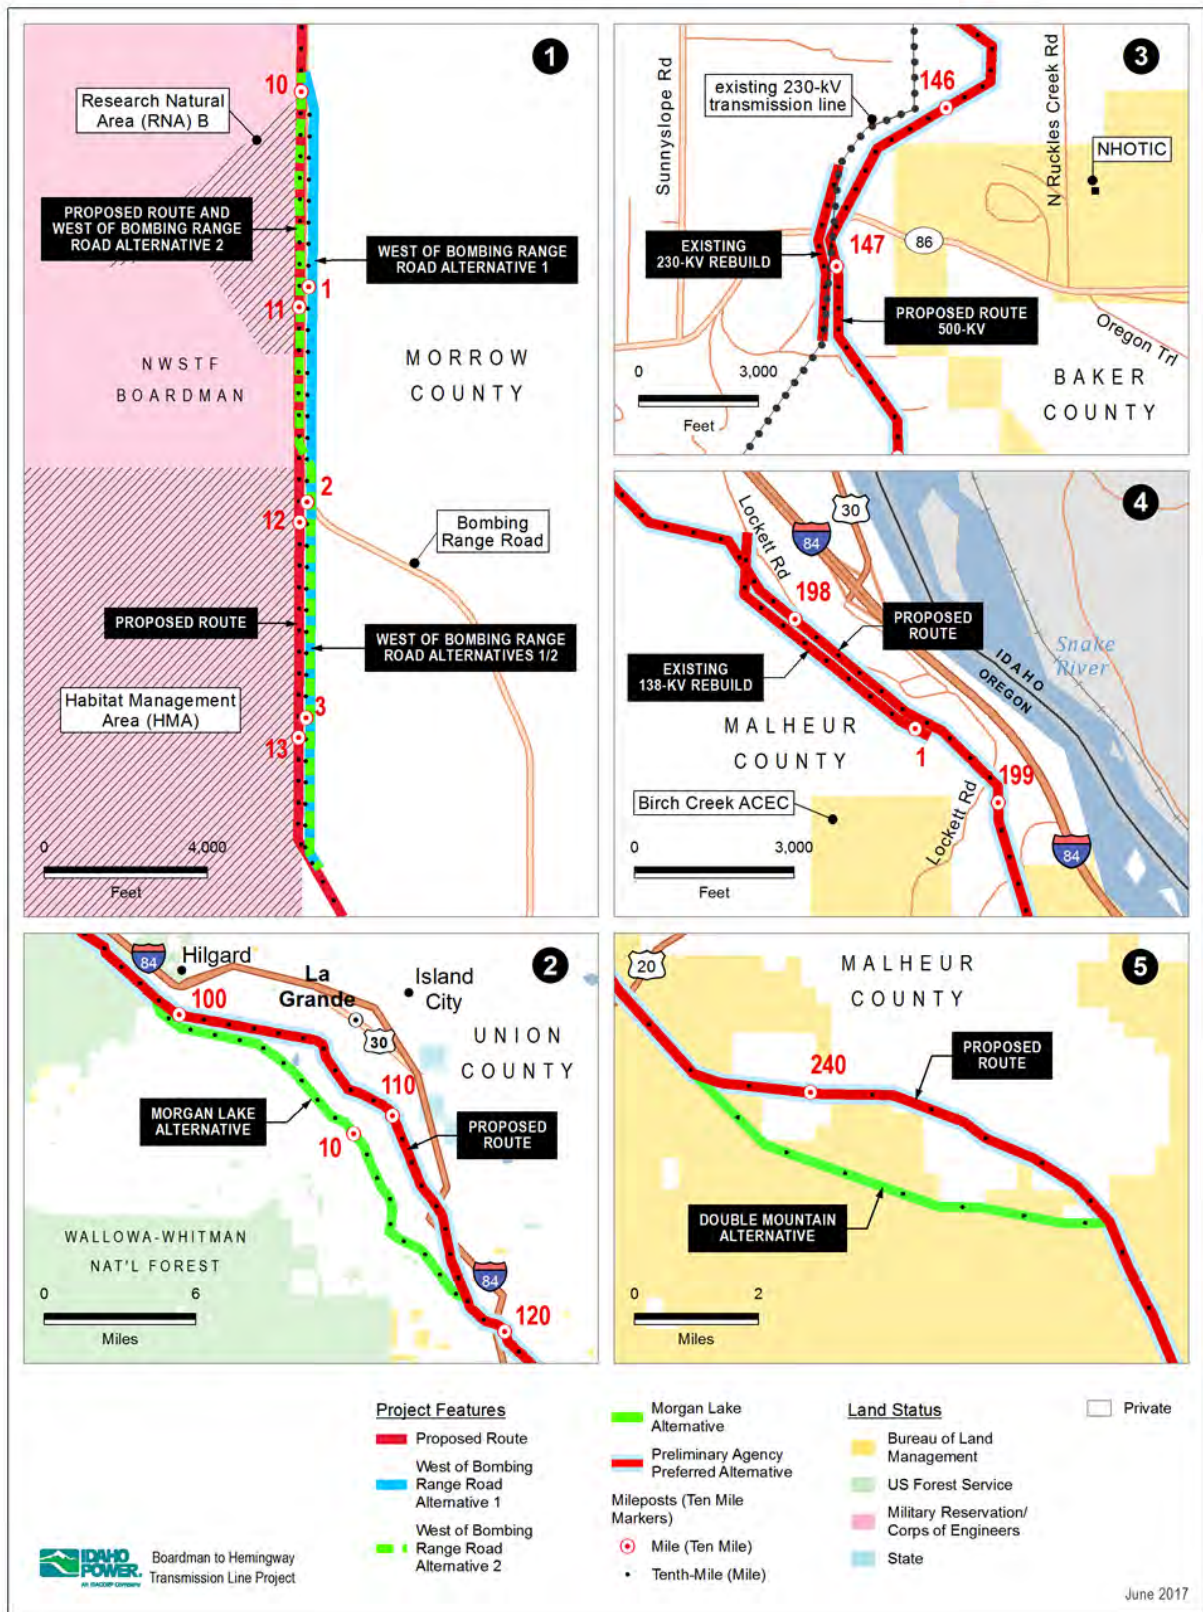 1
10
Research Natural
Area (RNA) B
PROPOSED ROUTE AND
WEST OF BOMBING RANGE
ROAD ALTERNATIVE 2
WEST OF BOMBING RANGE
ROAD ALTERNATIVE 1
1
11
NWSTF
BOARDMAN
MORROW
COUNTY
2
12
Bombing
Range Road
PROPOSED ROUTE
WEST OF BOMBING RANGE
ROAD ALTERNATIVES 1/2
Habitat Management
Area (HMA)
3
13
0 4,000
Feet
3
Sunnyslope Rd
existing 230-kV
transmission line
146
N Ruckles Creek Rd
NHOTIC
EXISTING
230-KV REBUILD
147
86
PROPOSED ROUTE
500-KV
Oregon Trl
0 3,000
Feet
BAKER
COUNTY
4
Lockett Rd
30
84
198
PROPOSED
ROUTE
EXISTING
138-KV REBUILD
IDAHO
OREGON
Snake
River
MALHEUR
COUNTY
1
199
Birch Creek ACEC
Lockett Rd
84
0 3,000
Feet
2
84
Hilgard
La
Grande
Island
City
100
30
UNION
COUNTY
110
MORGAN LAKE
ALTERNATIVE
10
PROPOSED
ROUTE
WALLOWA-WHITMAN
NAT'L FOREST
84
120
0 6
Miles
5
20
MALHEUR
COUNTY
240
PROPOSED
ROUTE
DOUBLE MOUNTAIN
ALTERNATIVE
0 2
Miles
Project Features
Proposed Route
West of Bombing
Range Road
Alternative 1
West of Bombing
Range Road
Alternative 2
Morgan Lake
Alternative
Preliminary Agency
Preferred Alternative
Mileposts (Ten Mile
Markers)
Mile (Ten Mile)
Tenth-Mile (Mile)
Land Status
Bureau of Land
Management
US Forest Service
Military Reservation/
Corps of Engineers
State
Private
IDAHO
POWER.
AN IDACORP Company
Boardman to Hemingway
Transmission Line Project
June 2017